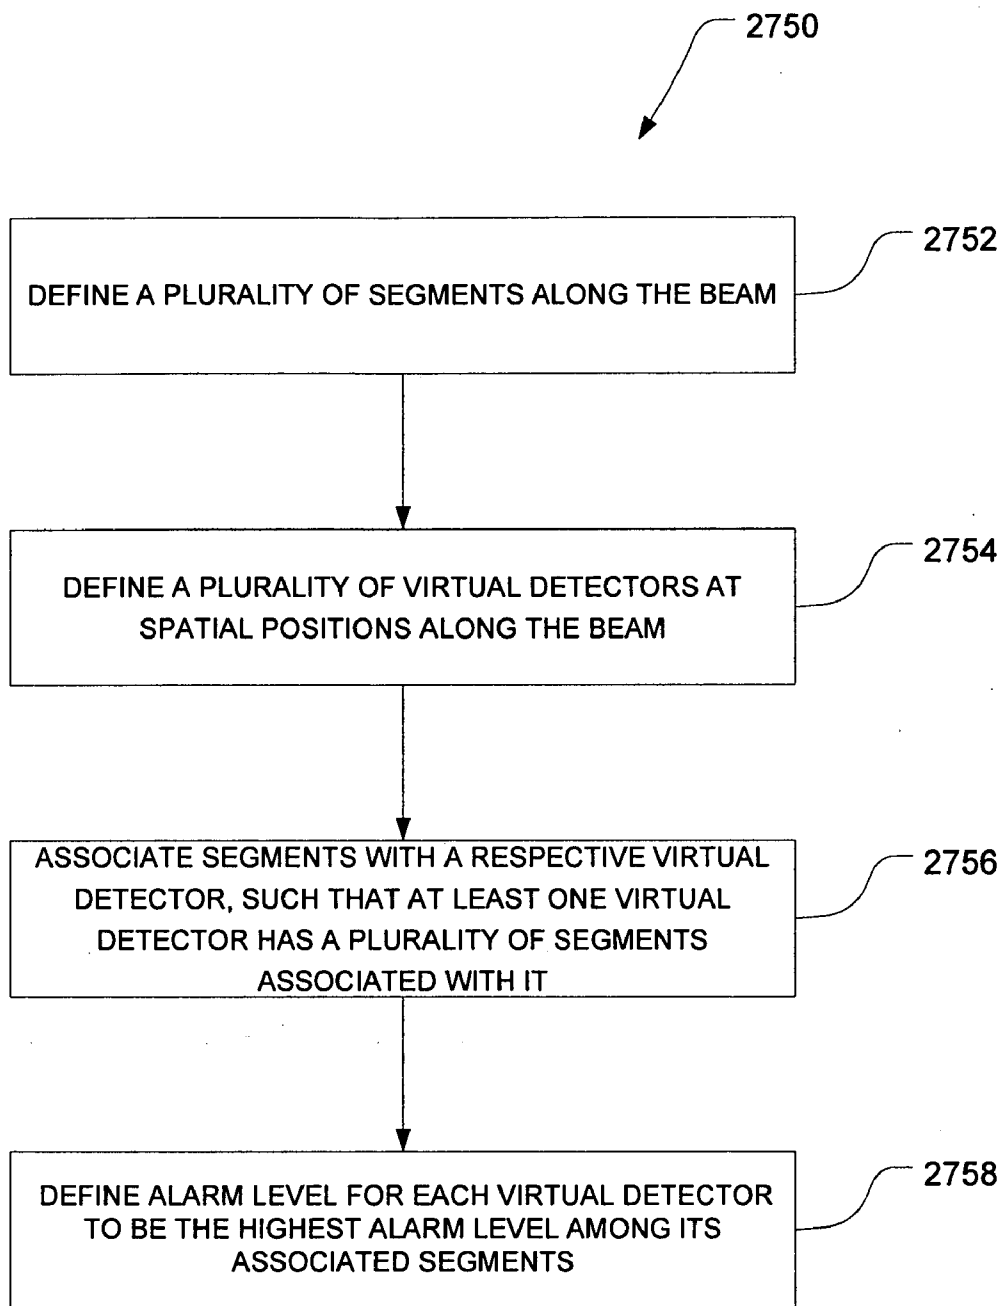 2750
2752
DEFINE A PLURALITY OF SEGMENTS ALONG THE BEAM
2754
DEFINE A PLURALITY OF VIRTUAL DETECTORS AT
SPATIAL POSITIONS ALONG THE BEAM
2756
ASSOCIATE SEGMENTS WITH A RESPECTIVE VIRTUAL
DETECTOR, SUCH THAT AT LEAST ONE VIRTUAL
DETECTOR HAS A PLURALITY OF SEGMENTS
ASSOCIATED WITH IT
2758
DEFINE ALARM LEVEL FOR EACH VIRTUAL DETECTOR
TO BE THE HIGHEST ALARM LEVEL AMONG ITS
ASSOCIATED SEGMENTS